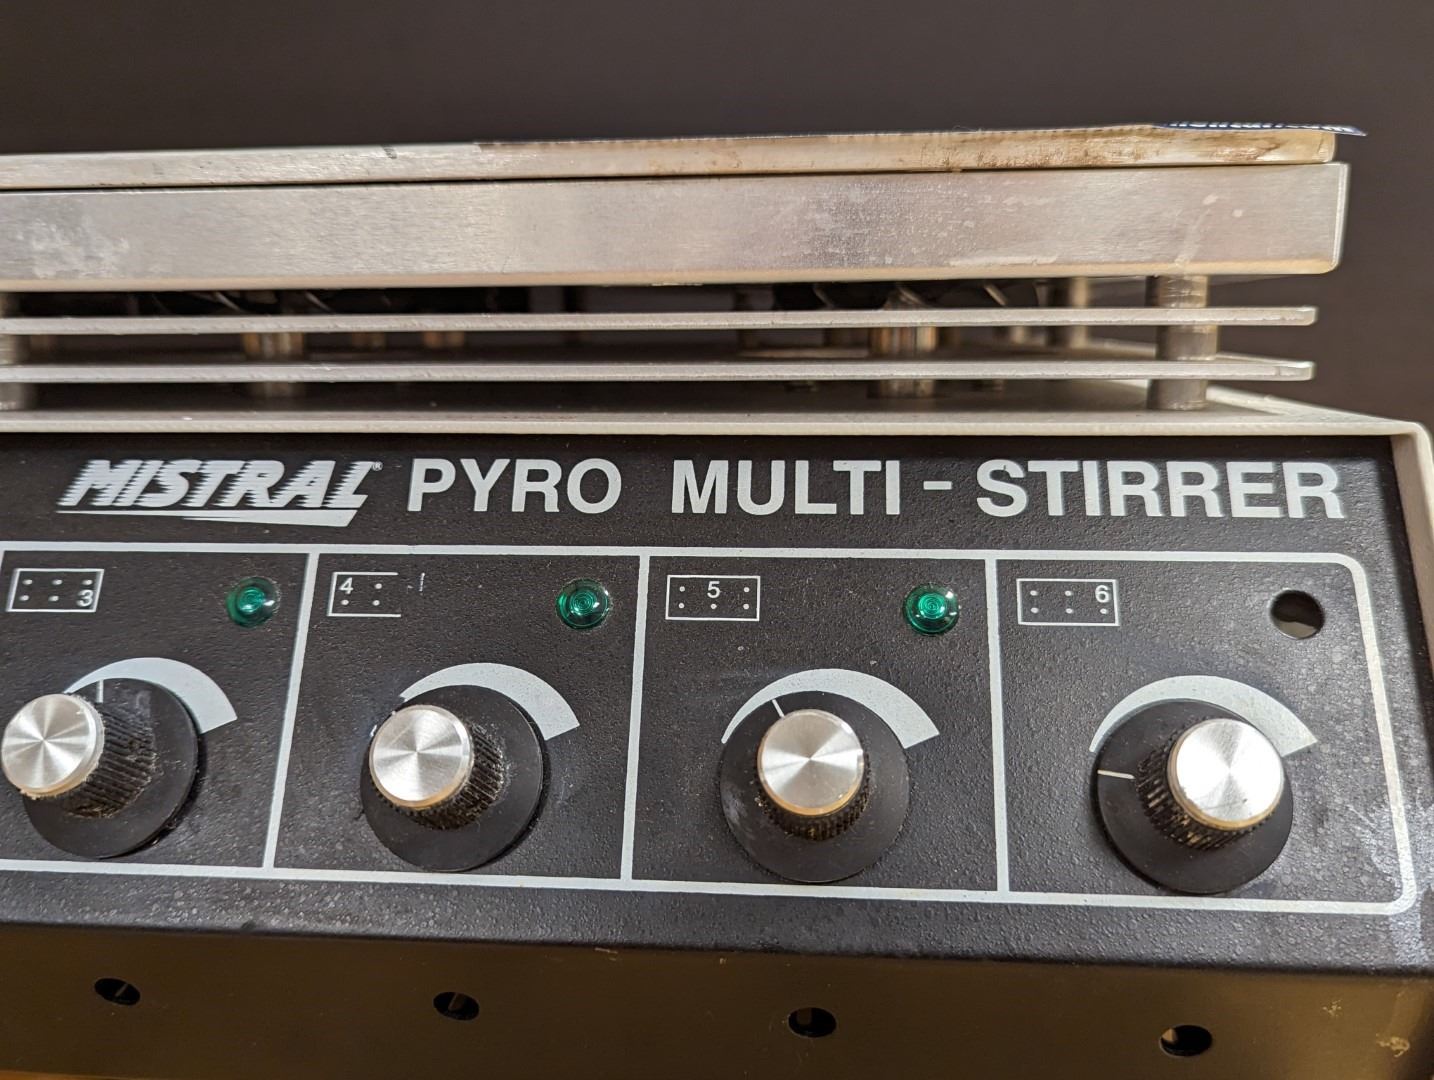 MISTRAL® PYRO MULTI-STIRRER
3 4 5 6